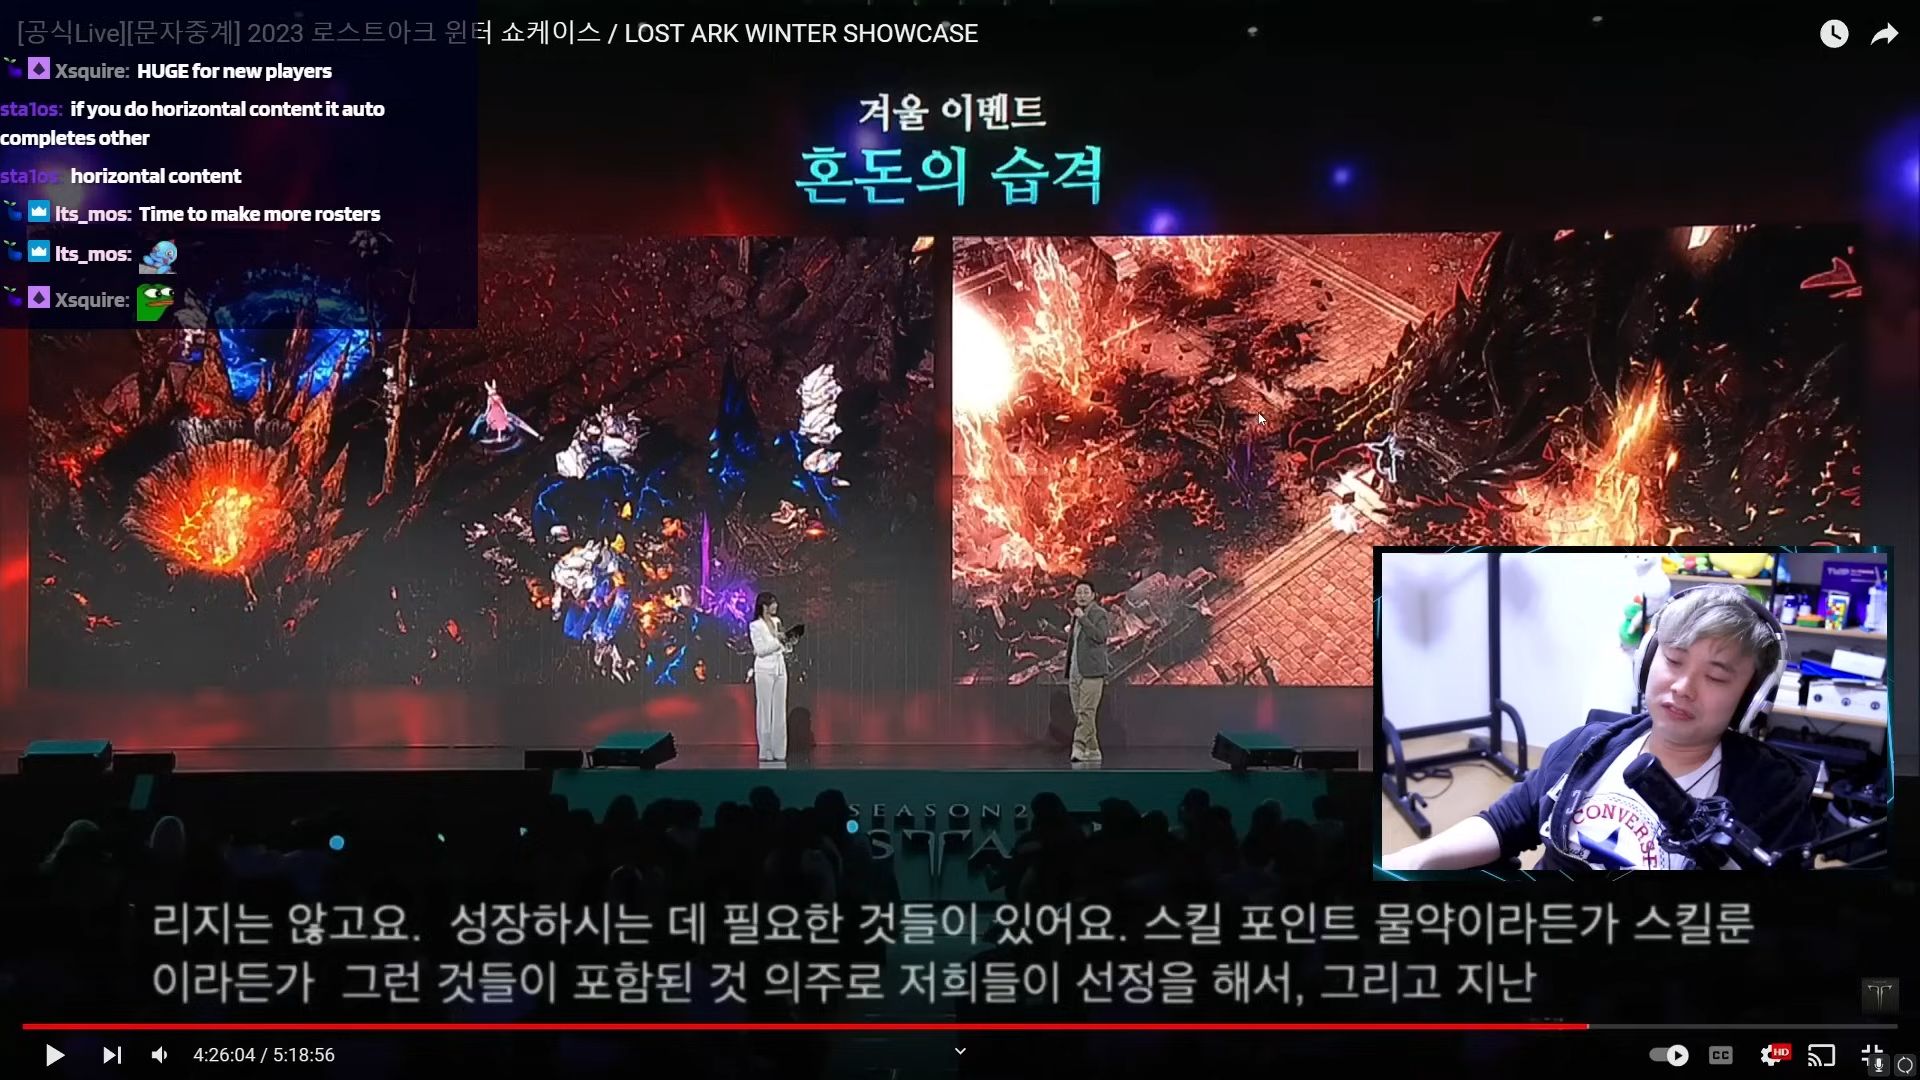 [공식Live][문자중계] 2023 로스트아크 윈터 쇼케이스 / LOST ARK WINTER SHOWCASE
Xsquire: HUGE for new players
sta1os: if you do horizontal content it auto
completes other
sta1os: horizontal content
Its_mos: Time to make more rosters
Its_mos:
Xsquire:
겨울 이벤트
혼돈의 습격
SEASON 2
CONVERSE
리지는 않고요. 성장하시는 데 필요한 것들이 있어요. 스킬 포인트 물약이라든가 스킬룬
이라든가 그런 것들이 포함된 것 의주로 저희들이 선정을 해서, 그리고 지난
4:26:04 / 5:18:56
CC
HD